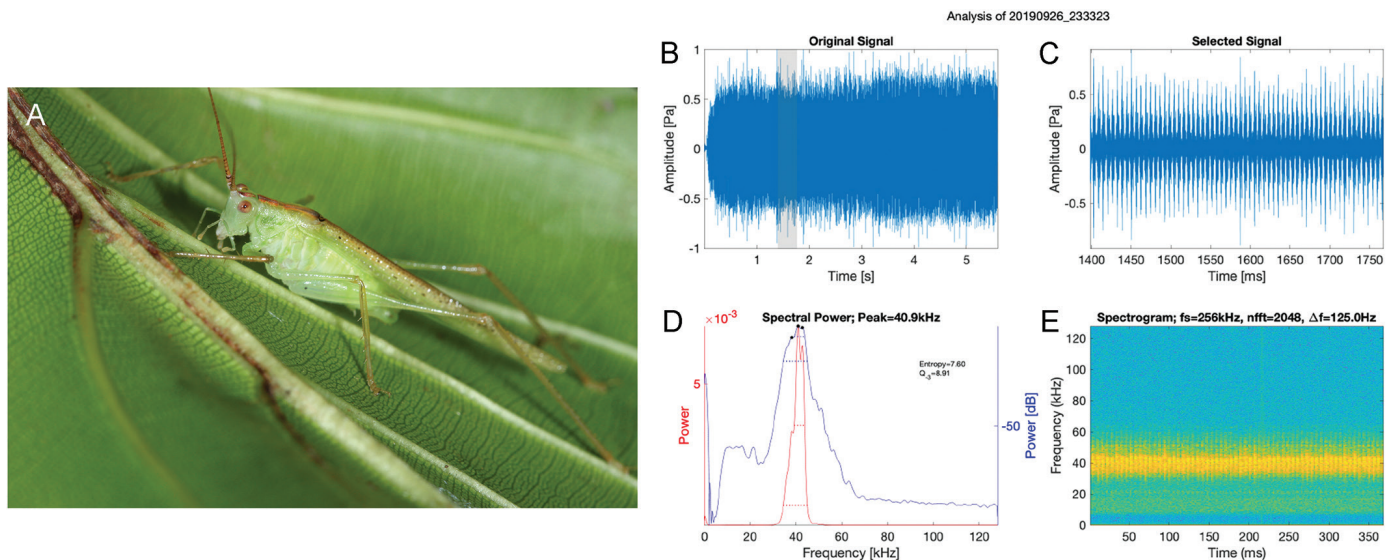 Analysis of 20190926_233323
A
B
Original Signal
Amplitude [Pa]
1
0.5
0
-0.5
-1
1
2
3
4
5
Time [s]
C
Selected Signal
Amplitude [Pa]
0.5
0
-0.5
1400
1450
1500
1550
1600
1650
1700
1750
Time [ms]
D
×10⁻³
Spectral Power; Peak=40.9kHz
Entropy=7.60
Q₋₃=8.91
Power
5
Power [dB]
-50
0
20
40
60
80
100
120
Frequency [kHz]
E
Spectrogram; fs=256kHz, nfft=2048, Δf=125.0Hz
Frequency (kHz)
120
100
80
60
40
20
0
50
100
150
200
250
300
350
Time (ms)